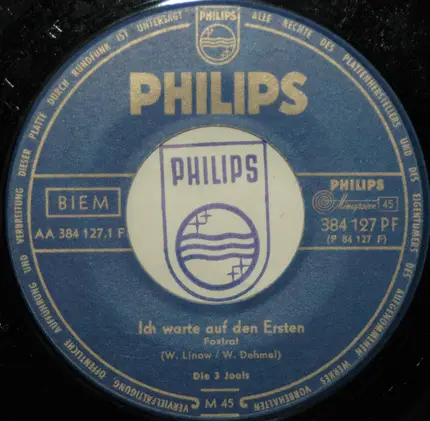 ALLE RECHTE DES PLATTENHERSTELLERS UND DES EIGENTÜMERS DES AUFGENOMMENEN WERKES VORBEHALTEN
VERVIELFÄLTIGUNG ÖFFENTLICHE AUFFÜHRUNG UND VERBREITUNG DIESER PLATTE DURCH RUNDFUNK IST UNTERSAGT
PHILIPS
PHILIPS
PHILIPS
BIEM
AA 384 127.1 F
PHILIPS
Minigroove 45
384 127 PF
(P 84 127 F)
Ich warte auf den Ersten
Foxtrot
(W. Linow / W. Dehmel)
Die 3 Jools
M 45